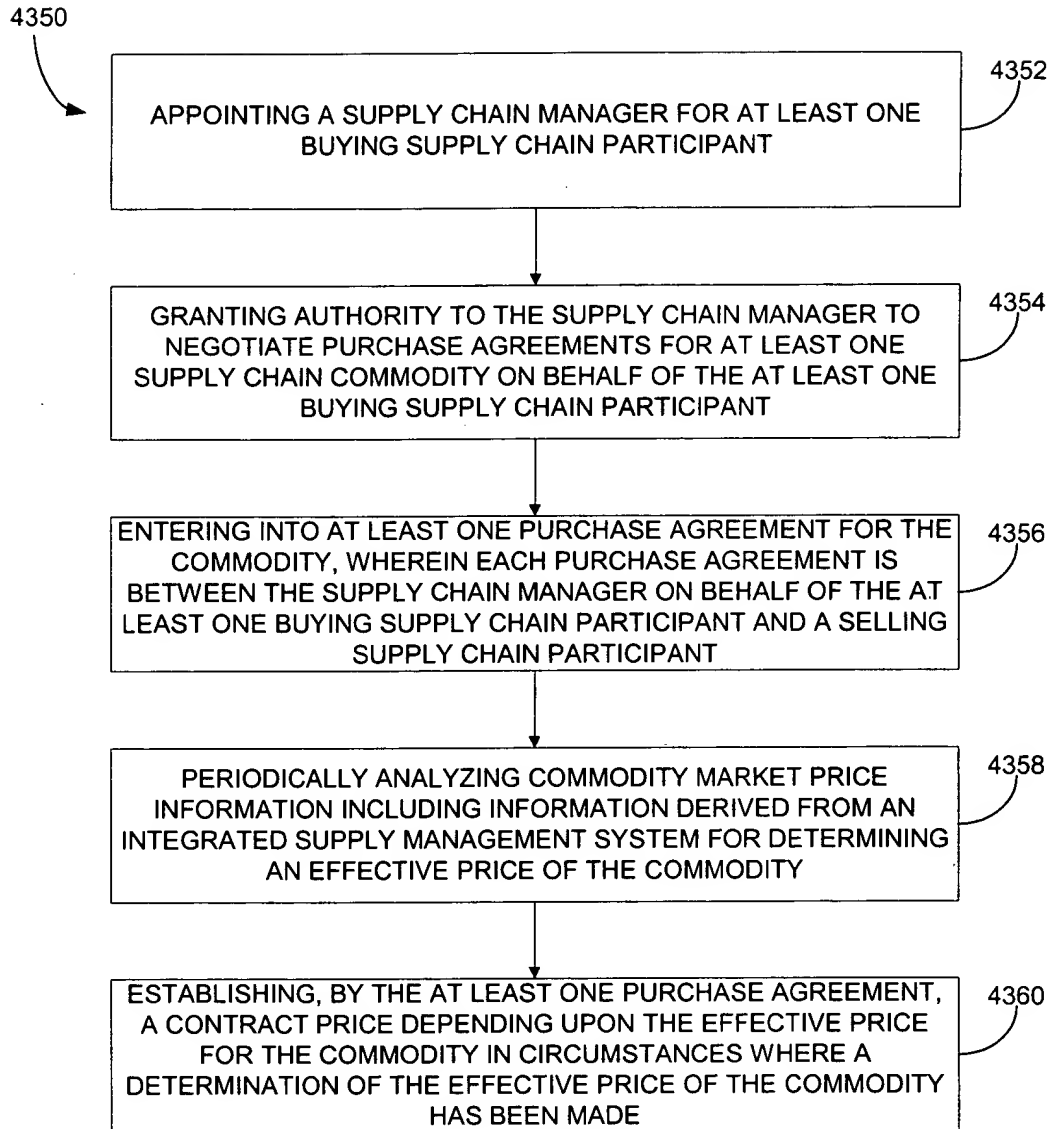 4350
APPOINTING A SUPPLY CHAIN MANAGER FOR AT LEAST ONE
BUYING SUPPLY CHAIN PARTICIPANT
4352
GRANTING AUTHORITY TO THE SUPPLY CHAIN MANAGER TO
NEGOTIATE PURCHASE AGREEMENTS FOR AT LEAST ONE
SUPPLY CHAIN COMMODITY ON BEHALF OF THE AT LEAST ONE
BUYING SUPPLY CHAIN PARTICIPANT
4354
ENTERING INTO AT LEAST ONE PURCHASE AGREEMENT FOR THE
COMMODITY, WHEREIN EACH PURCHASE AGREEMENT IS
BETWEEN THE SUPPLY CHAIN MANAGER ON BEHALF OF THE AT
LEAST ONE BUYING SUPPLY CHAIN PARTICIPANT AND A SELLING
SUPPLY CHAIN PARTICIPANT
4356
PERIODICALLY ANALYZING COMMODITY MARKET PRICE
INFORMATION INCLUDING INFORMATION DERIVED FROM AN
INTEGRATED SUPPLY MANAGEMENT SYSTEM FOR DETERMINING
AN EFFECTIVE PRICE OF THE COMMODITY
4358
ESTABLISHING, BY THE AT LEAST ONE PURCHASE AGREEMENT,
A CONTRACT PRICE DEPENDING UPON THE EFFECTIVE PRICE
FOR THE COMMODITY IN CIRCUMSTANCES WHERE A
DETERMINATION OF THE EFFECTIVE PRICE OF THE COMMODITY
HAS BEEN MADE
4360